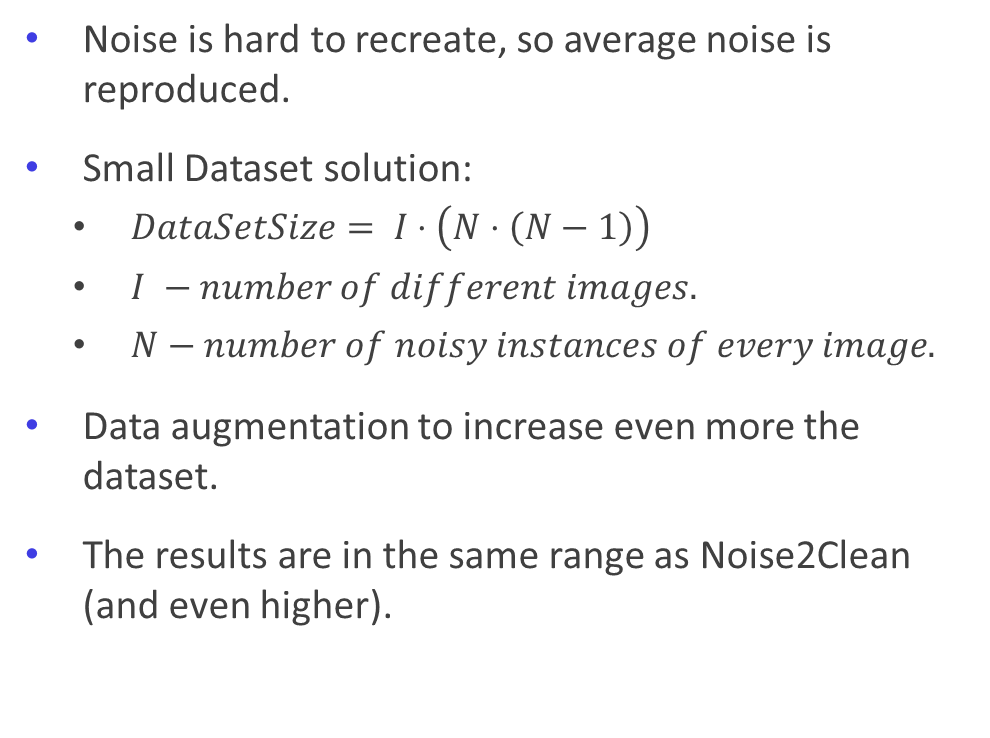 • Noise is hard to recreate, so average noise is
reproduced.
• Small Dataset solution:
• DataSetSize = I · (N · (N − 1))
• I − number of different images.
• N − number of noisy instances of every image.
• Data augmentation to increase even more the
dataset.
• The results are in the same range as Noise2Clean
(and even higher).